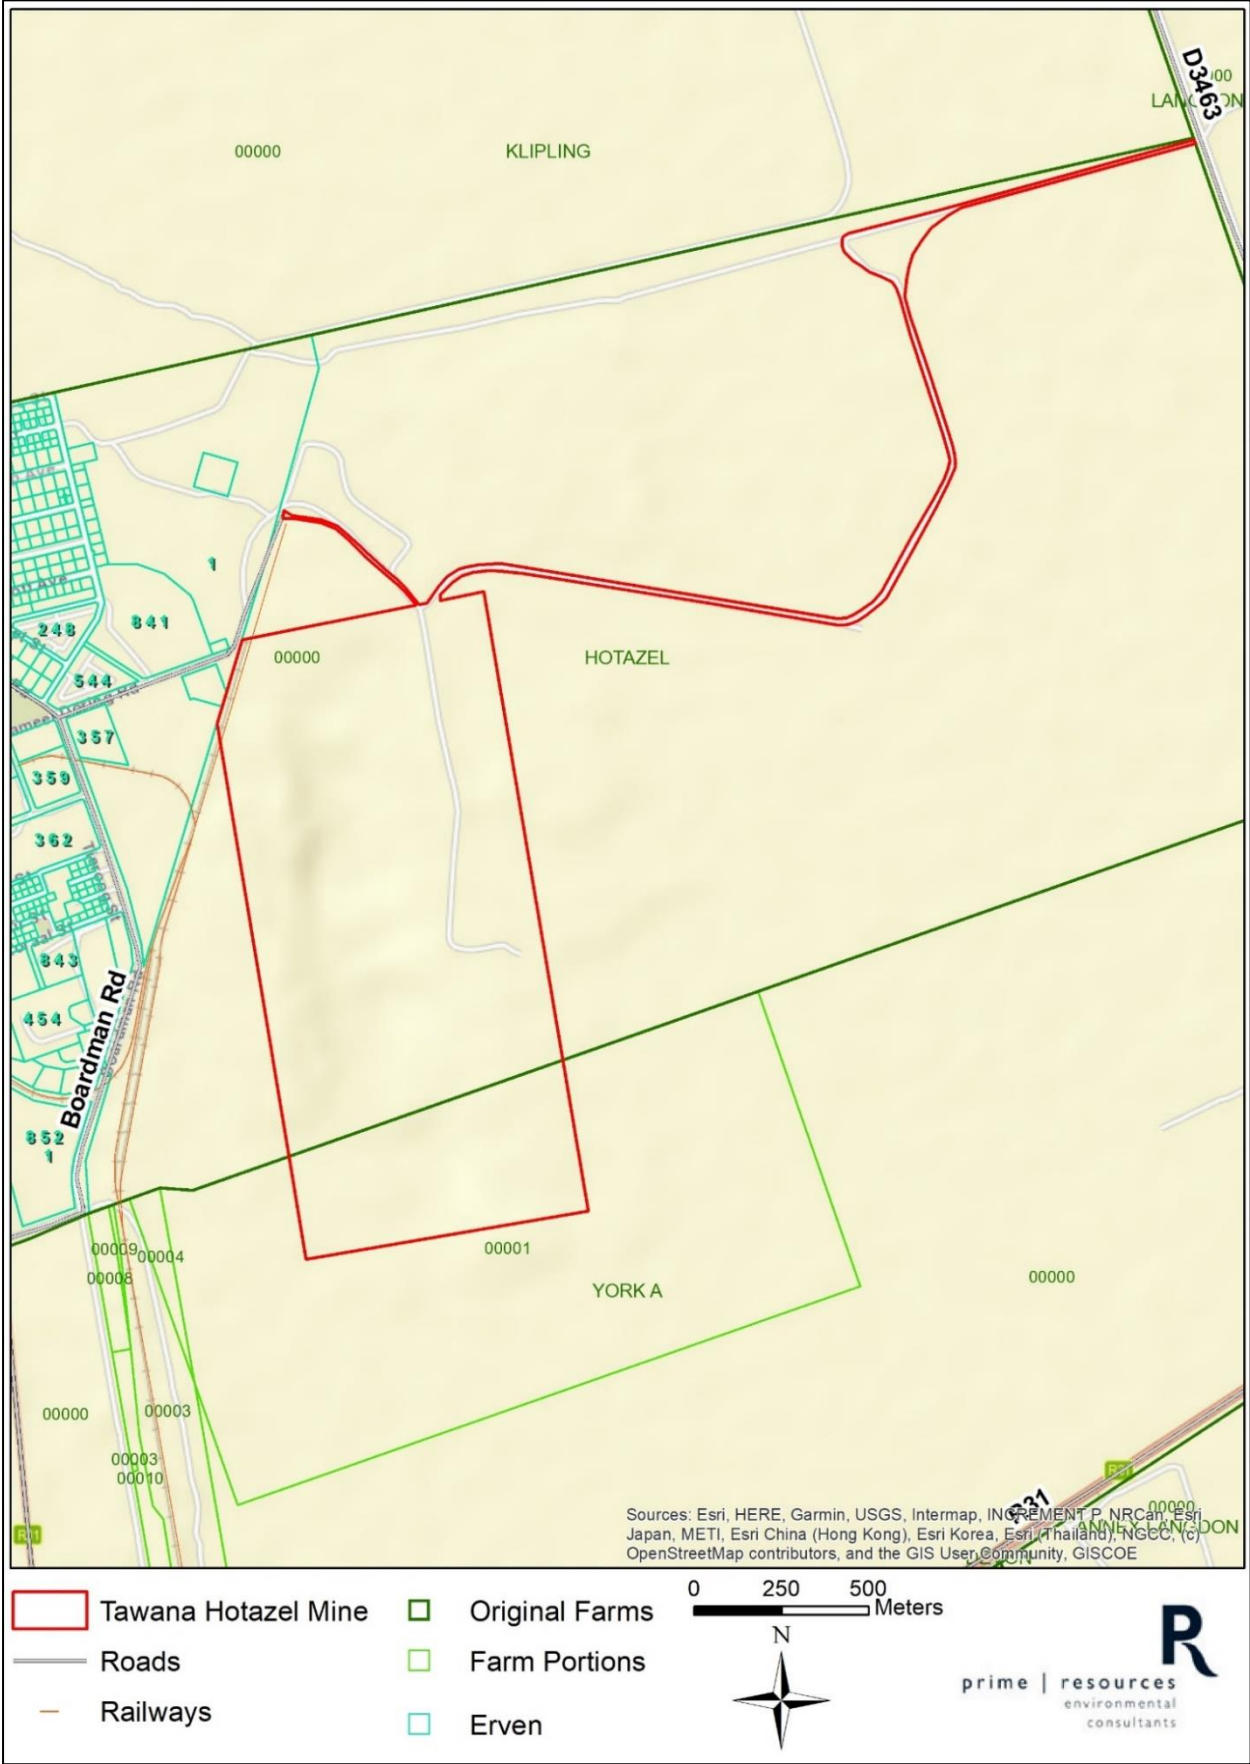 D3463
00000
KLIPLING
1
841
248
544
357
359
362
843
454
852
1
Boardman Rd
00000
HOTAZEL
00009
00004
00008
00001
YORK A
00000
00000
00003
00003
00010
R31
R31
00000
Sources: Esri, HERE, Garmin, USGS, Intermap, INCREMENT P, NRCan, Esri
Japan, METI, Esri China (Hong Kong), Esri Korea, Esri (Thailand), NGCC, (c)
OpenStreetMap contributors, and the GIS User Community, GISCOE
Tawana Hotazel Mine
Roads
Railways
Original Farms
Farm Portions
Erven
0 250 500
Meters
N
R
prime | resources
environmental
consultants